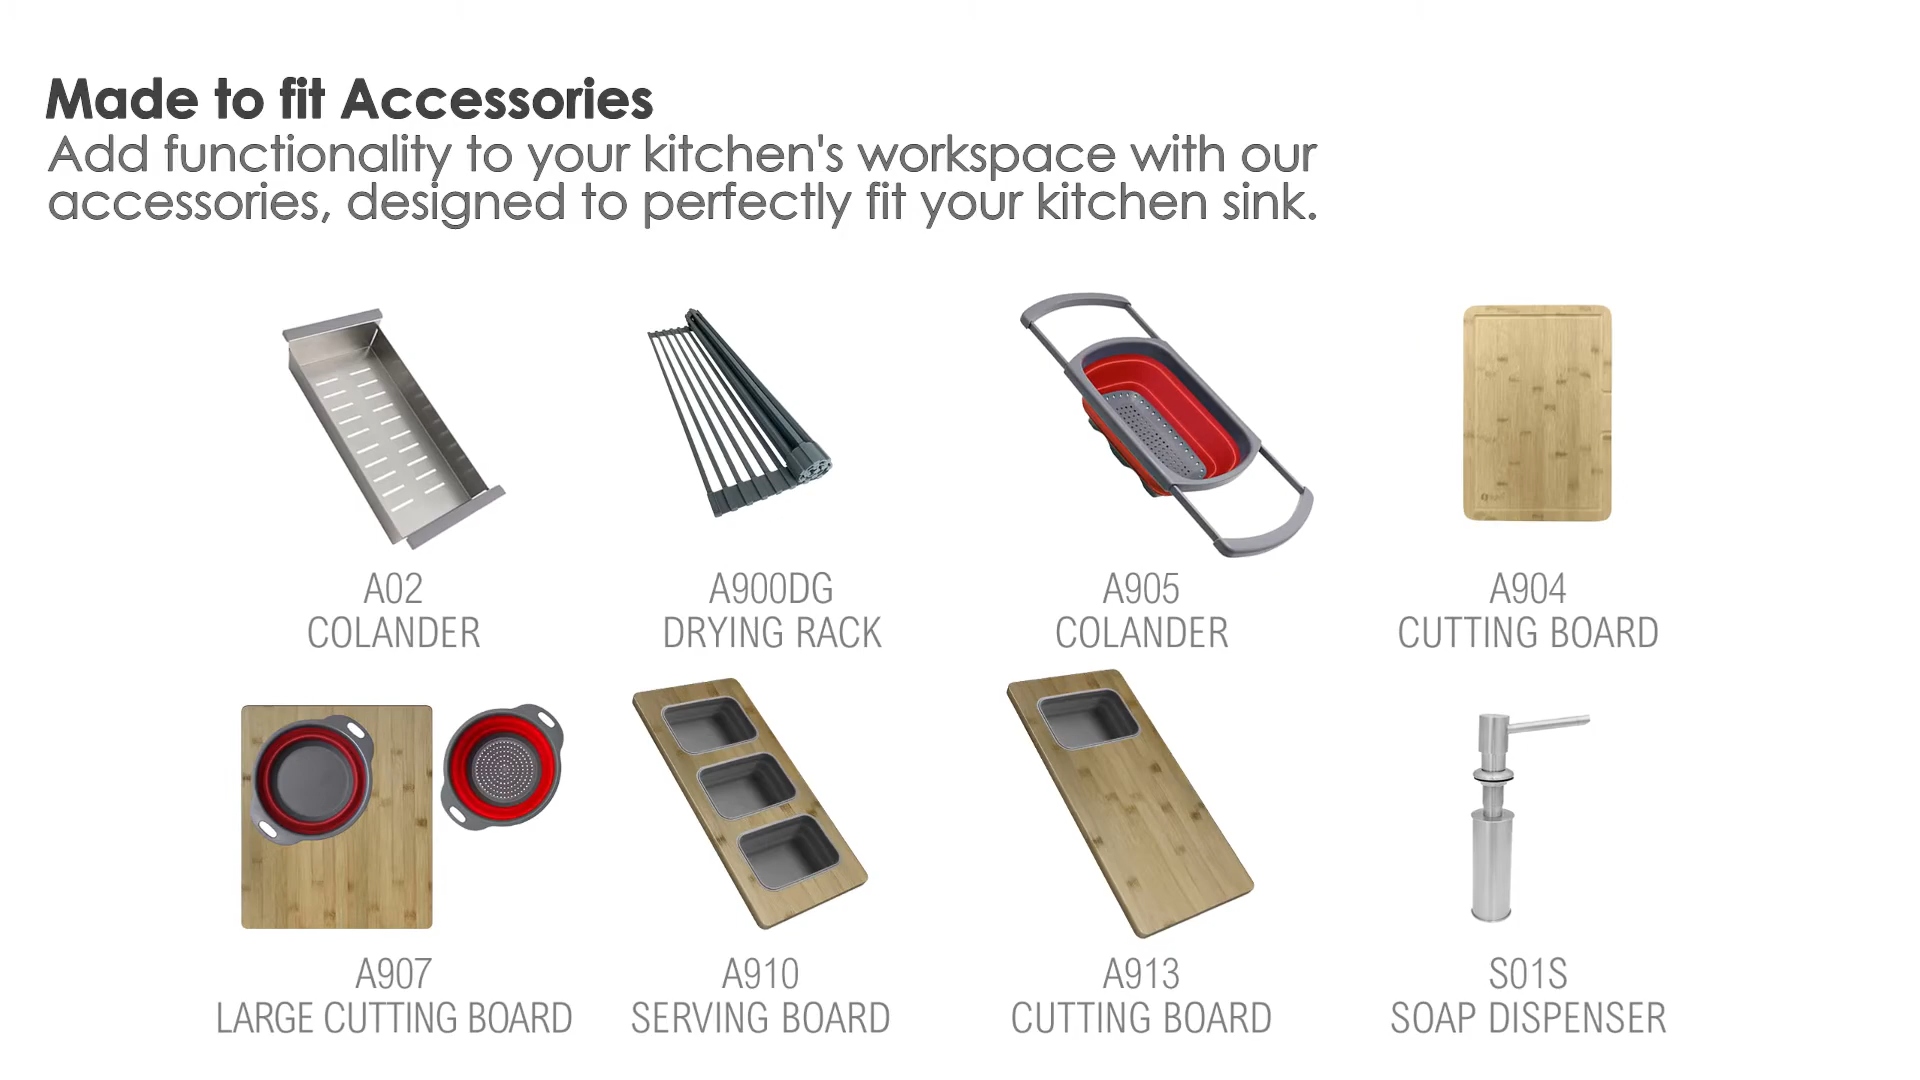 Made to fit Accessories
Add functionality to your kitchen's workspace with our
accessories, designed to perfectly fit your kitchen sink.
A02
COLANDER
A900DG
DRYING RACK
A905
COLANDER
A904
CUTTING BOARD
A907
LARGE CUTTING BOARD
A910
SERVING BOARD
A913
CUTTING BOARD
S01S
SOAP DISPENSER